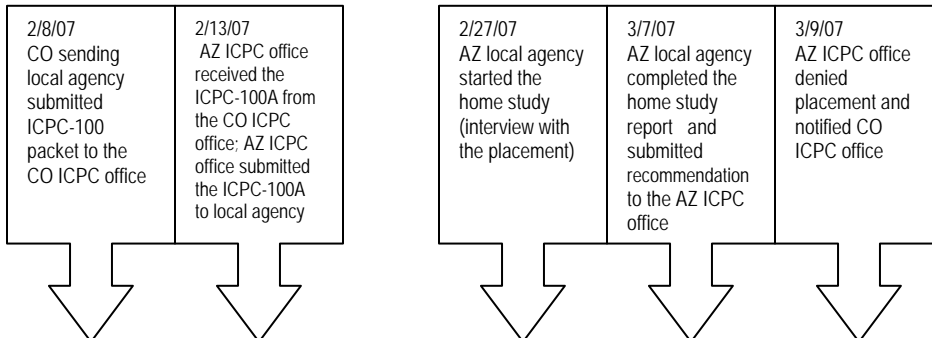 2/8/07
CO sending
local agency
submitted
ICPC-100
packet to the
CO ICPC office
2/13/07
AZ ICPC office
received the
ICPC-100A from
the CO ICPC
office; AZ ICPC
office submitted
the ICPC-100A
to local agency
2/27/07
AZ local agency
started the
home study
(interview with
the placement)
3/7/07
AZ local agency
completed the
home study
report and
submitted
recommendation
to the AZ ICPC
office
3/9/07
AZ ICPC office
denied
placement and
notified CO
ICPC office